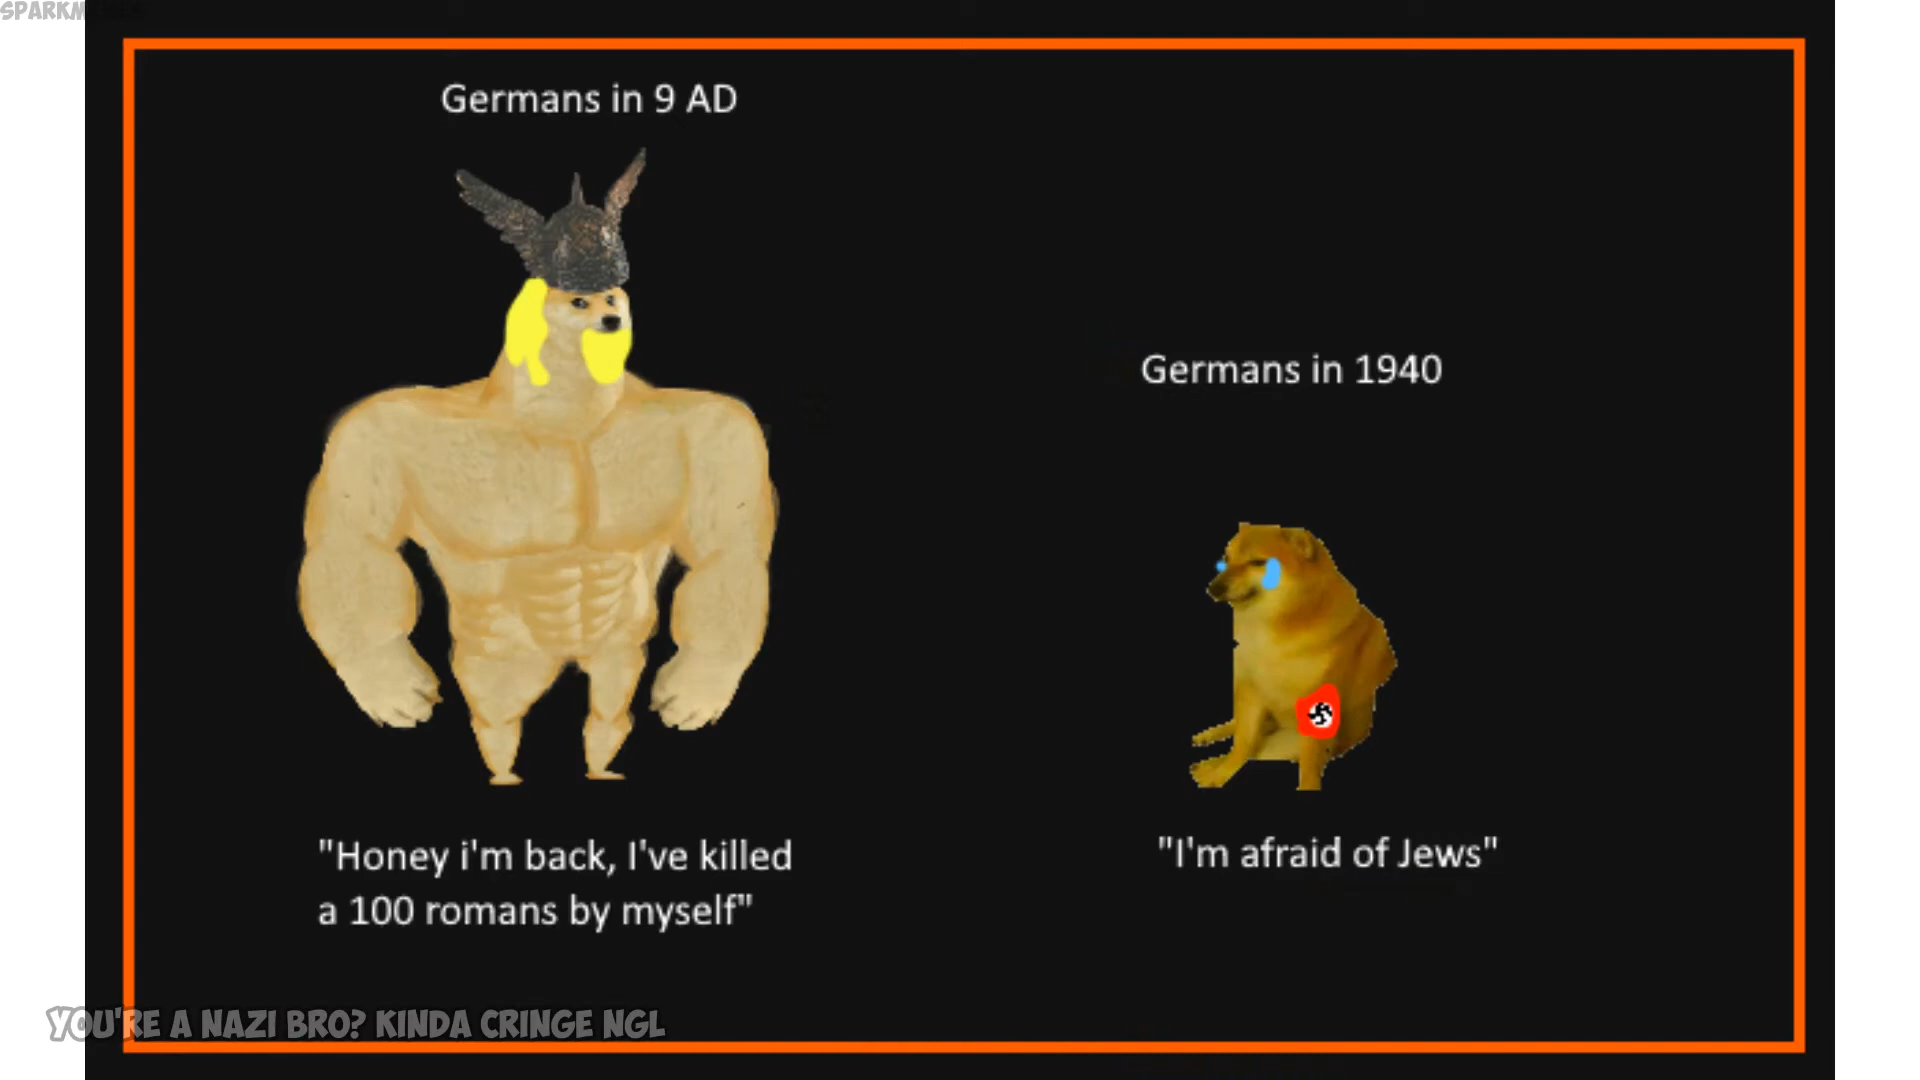 Germans in 9 AD
Germans in 1940
"Honey i'm back, I've killed
a 100 romans by myself"
"I'm afraid of Jews"
YOU'RE A NAZI BRO? KINDA CRINGE NGL